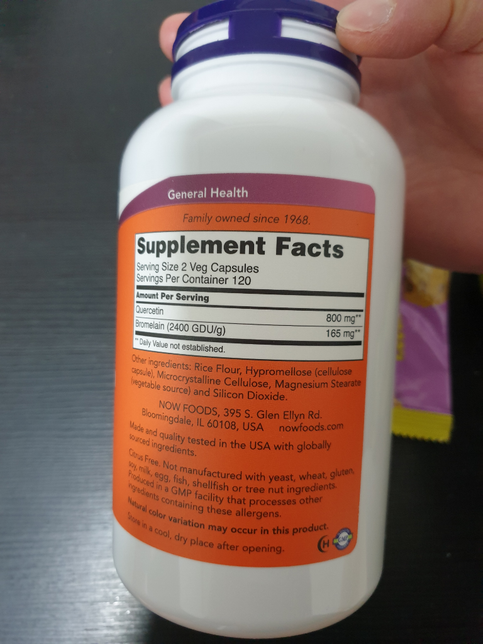 General Health
Family owned since 1968.
Supplement Facts
Serving Size 2 Veg Capsules
Servings Per Container 120
Amount Per Serving
Quercetin 800 mg**
Bromelain (2400 GDU/g) 165 mg**
** Daily Value not established.
Other ingredients: Rice Flour, Hypromellose (cellulose
capsule), Microcrystalline Cellulose, Magnesium Stearate
(vegetable source) and Silicon Dioxide.
NOW FOODS, 395 S. Glen Ellyn Rd.
Bloomingdale, IL 60108, USA nowfoods.com
Made and quality tested in the USA with globally
sourced ingredients.
Citrus Free. Not manufactured with yeast, wheat, gluten,
soy, milk, egg, fish, shellfish or tree nut ingredients.
Produced in a GMP facility that processes other
ingredients containing these allergens.
Natural color variation may occur in this product.
Store in a cool, dry place after opening.